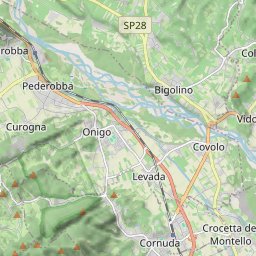 SP28
Col
robba
Bigolino
Pederobba
Vido
Curogna
Onigo
Covolo
Levada
Crocetta de
Montello
Cornuda